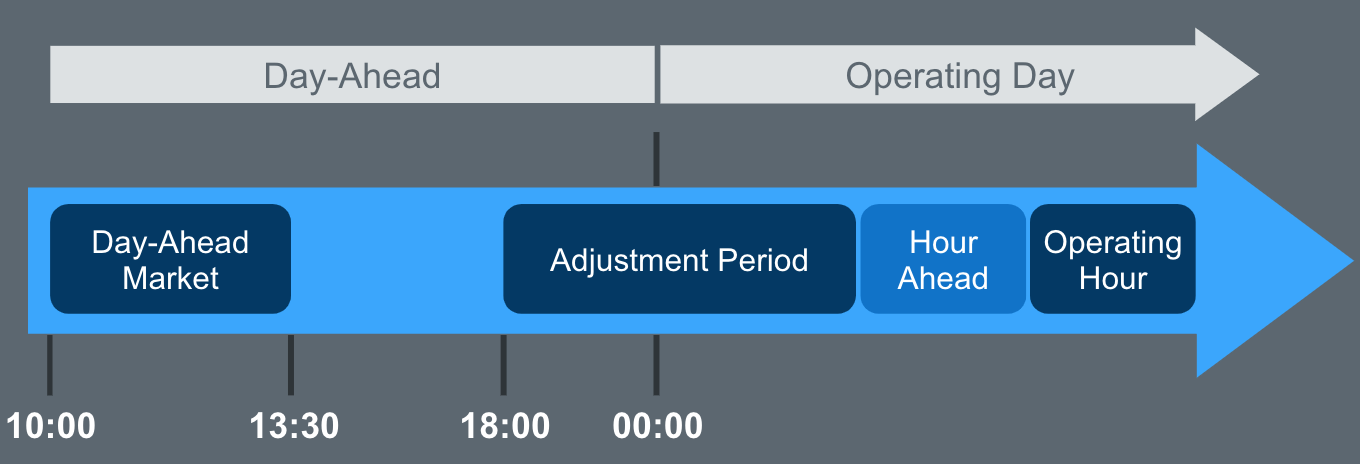 Day-Ahead
Operating Day
Day-Ahead
Market
Adjustment Period
Hour
Ahead
Operating
Hour
10:00
13:30
18:00
00:00